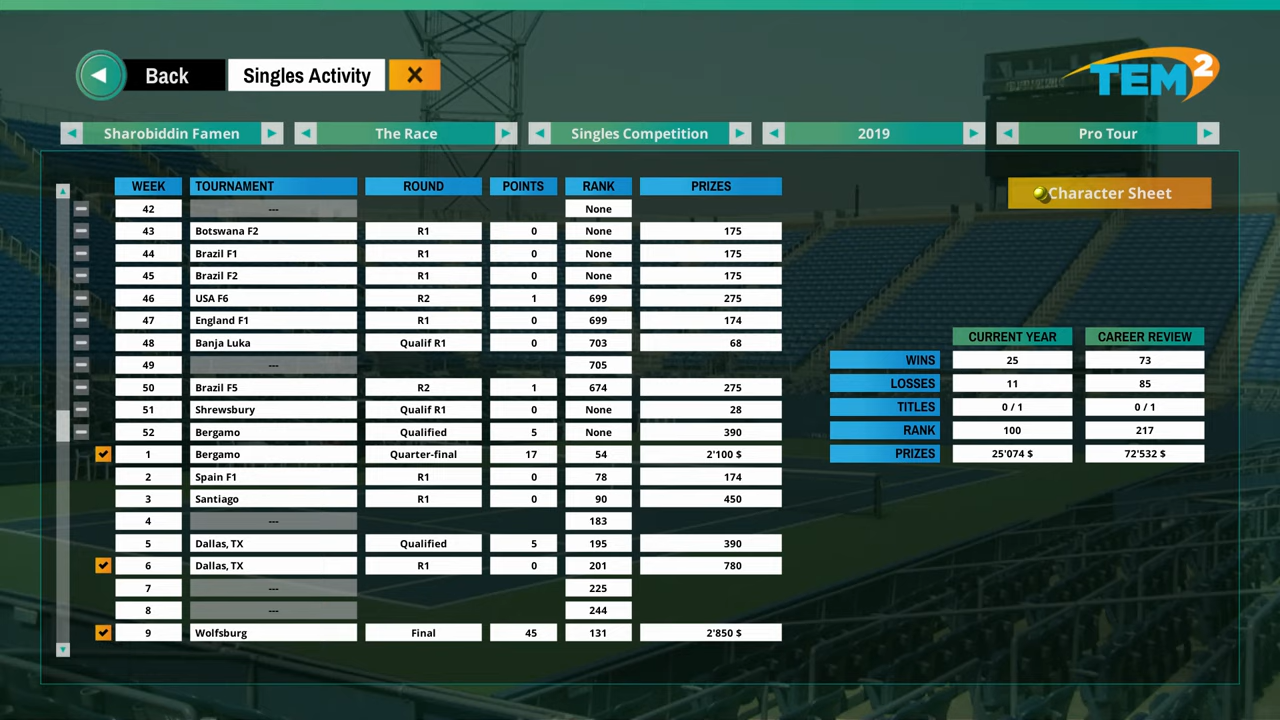 Back Singles Activity
TEM2
Sharobiddin Famen The Race Singles Competition 2019 Pro Tour
WEEK TOURNAMENT ROUND POINTS RANK PRIZES
Character Sheet
42 --- None
43 Botswana F2 R1 0 None 175
44 Brazil F1 R1 0 None 175
45 Brazil F2 R1 0 None 175
46 USA F6 R2 1 699 275
47 England F1 R1 0 699 174
48 Banja Luka Qualif R1 0 703 68
49 --- 705
50 Brazil F5 R2 1 674 275
51 Shrewsbury Qualif R1 0 None 28
52 Bergamo Qualified 5 None 390
1 Bergamo Quarter-final 17 54 2'100 $
2 Spain F1 R1 0 78 174
3 Santiago R1 0 90 450
4 --- 183
5 Dallas, TX Qualified 5 195 390
6 Dallas, TX R1 0 201 780
7 --- 225
8 --- 244
9 Wolfsburg Final 45 131 2'850 $
CURRENT YEAR CAREER REVIEW
WINS 25 73
LOSSES 11 85
TITLES 0 / 1 0 / 1
RANK 100 217
PRIZES 25'074 $ 72'532 $